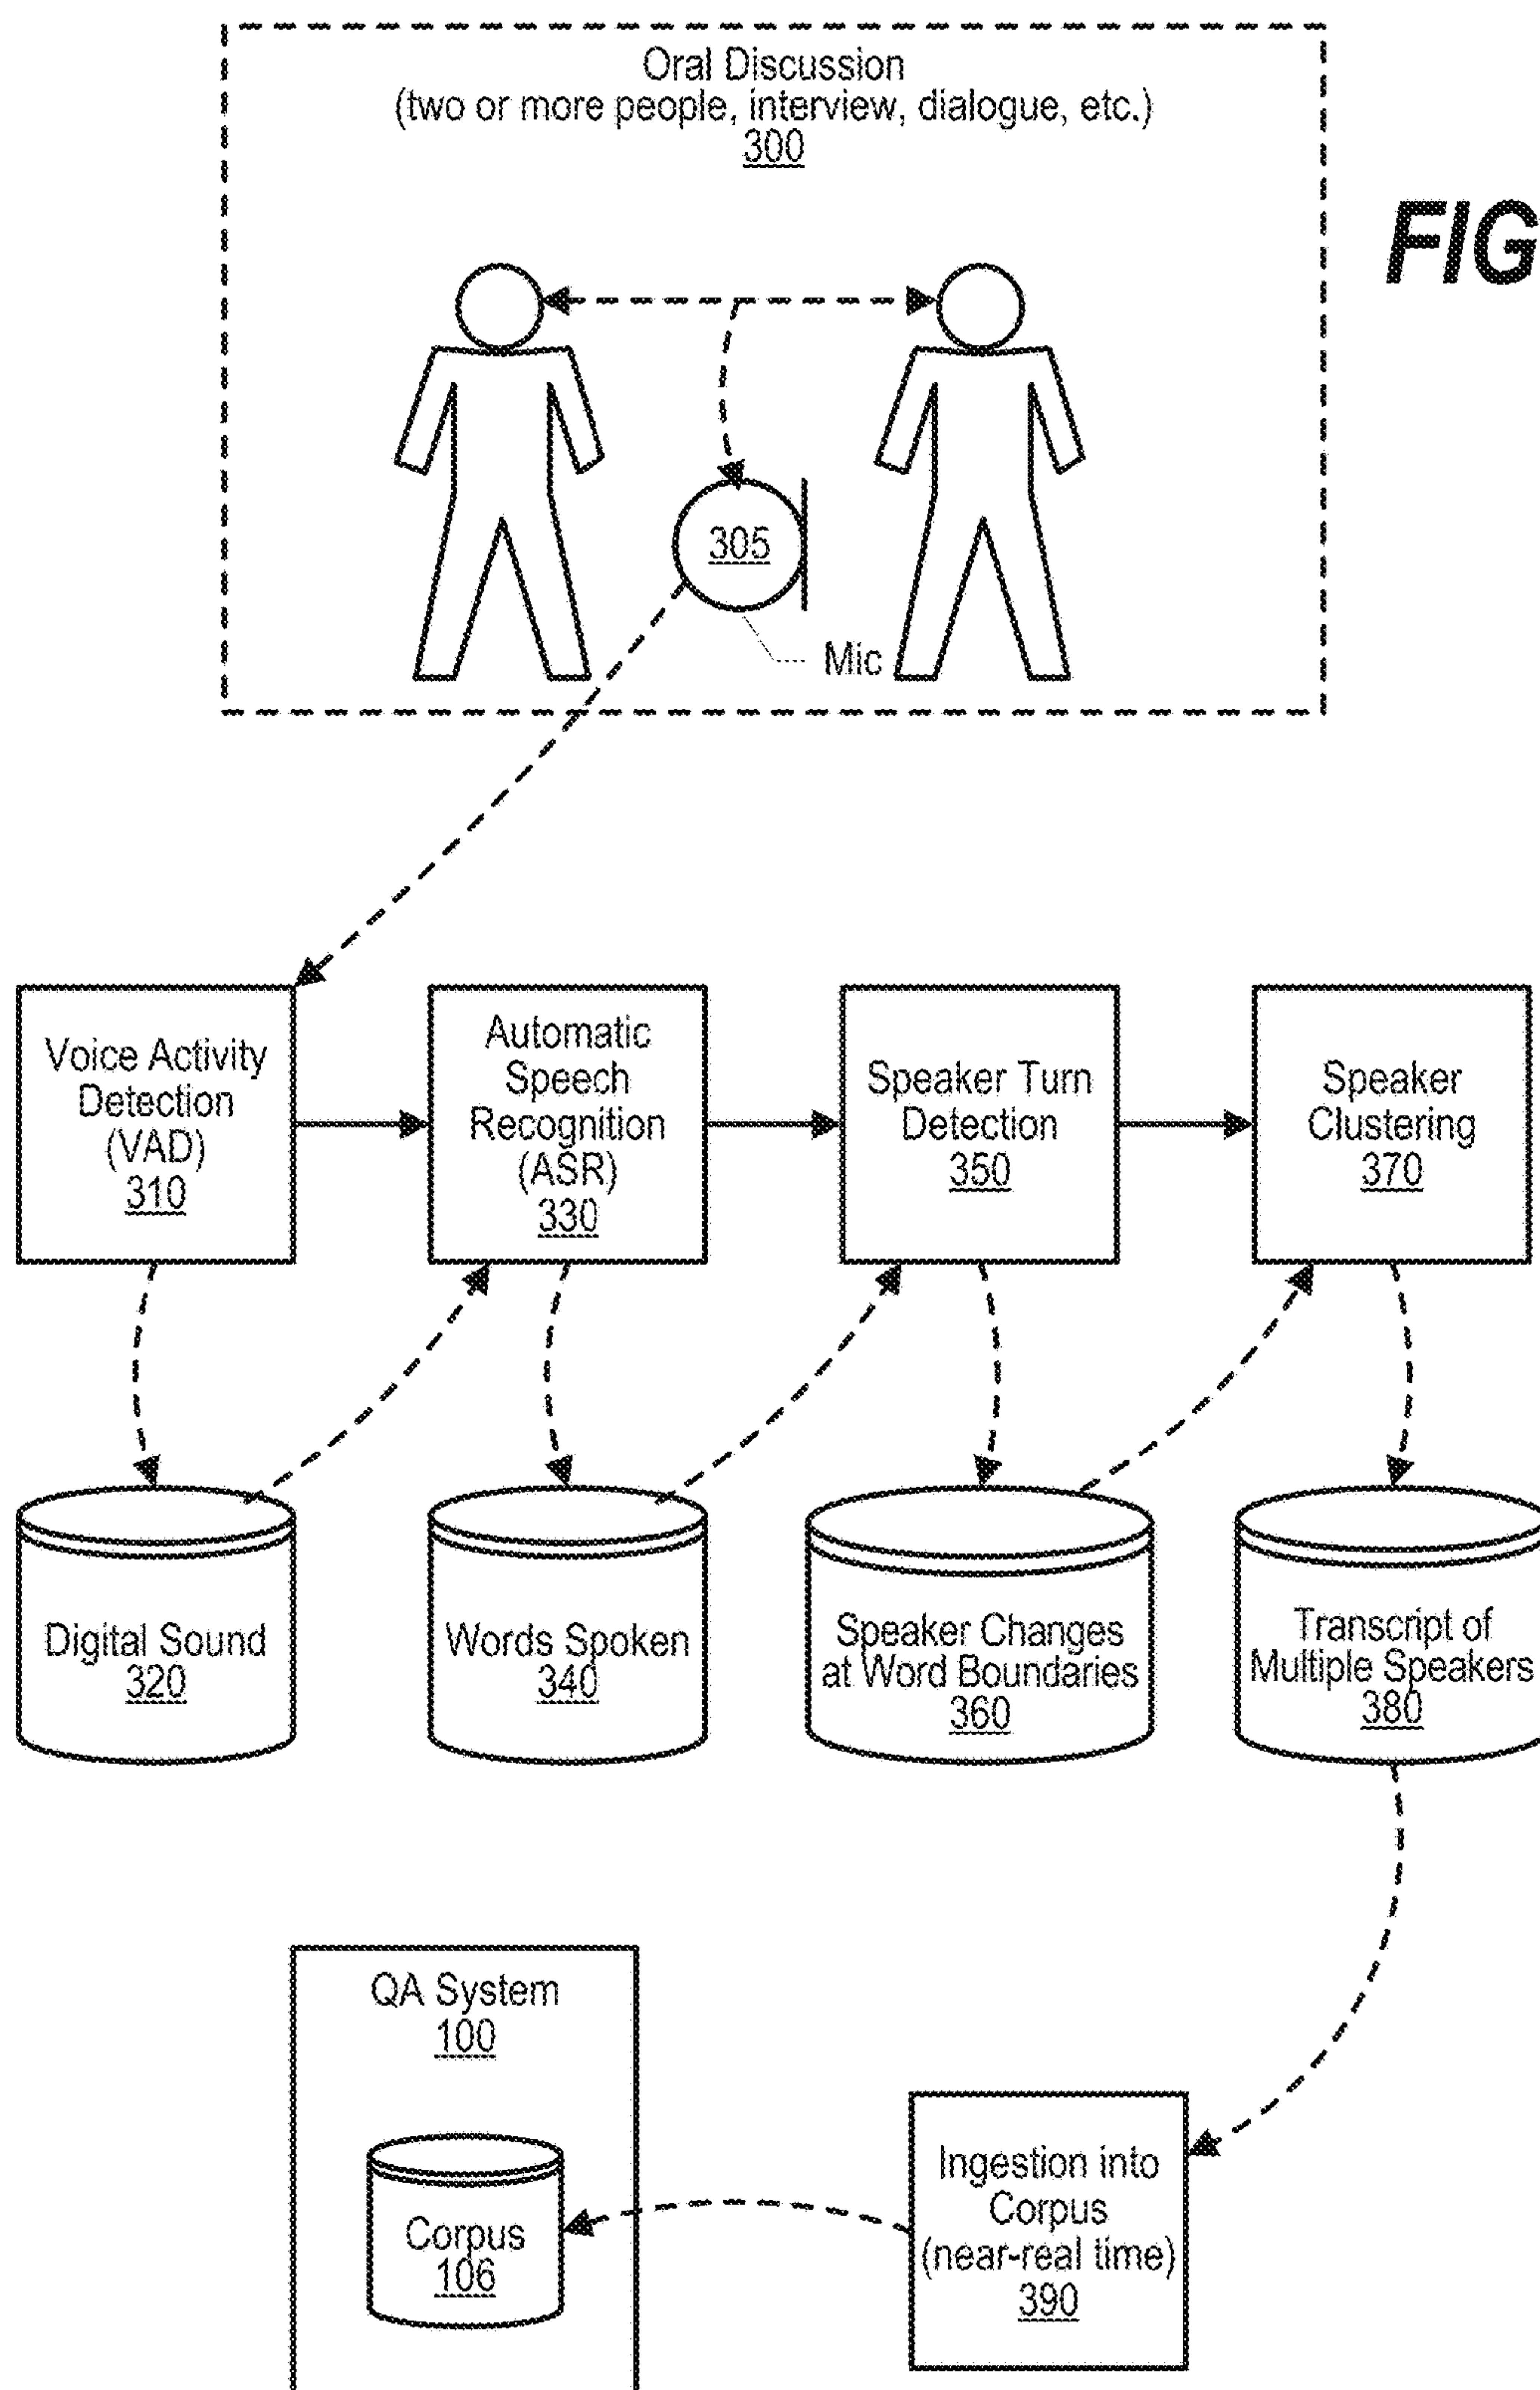 Oral Discussion
(two or more people, interview, dialogue, etc.)
300
FIG
305
Mic
Voice Activity
Detection
(VAD)
310
Automatic
Speech
Recognition
(ASR)
330
Speaker Turn
Detection
350
Speaker
Clustering
370
Digital Sound
320
Words Spoken
340
Speaker Changes
at Word Boundaries
360
Transcript of
Multiple Speakers
380
QA System
100
Corpus
106
Ingestion into
Corpus
(near-real time)
390